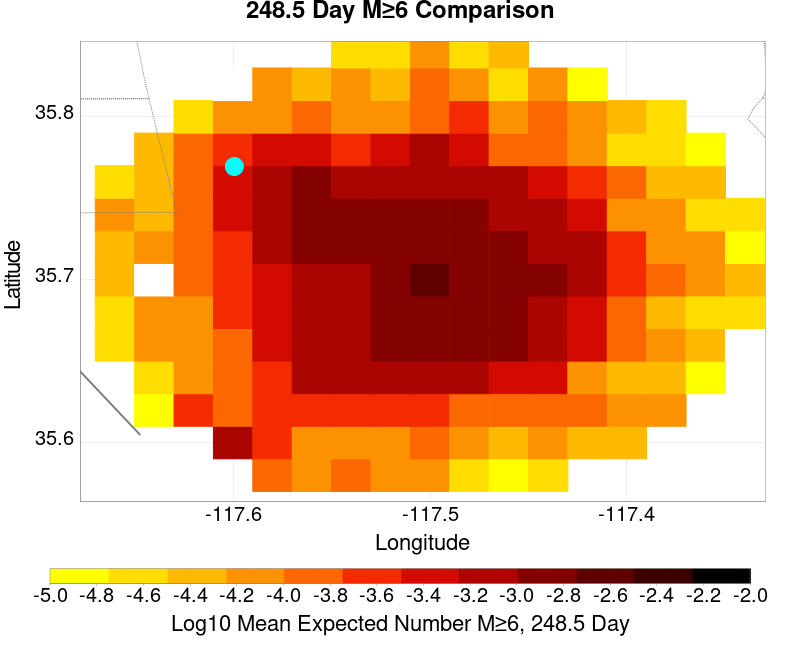 248.5 Day M≥6 Comparison
35.8
35.7
35.6
Latitude
-117.6 -117.5 -117.4
Longitude
-5.0 -4.8 -4.6 -4.4 -4.2 -4.0 -3.8 -3.6 -3.4 -3.2 -3.0 -2.8 -2.6 -2.4 -2.2 -2.0
Log10 Mean Expected Number M≥6, 248.5 Day